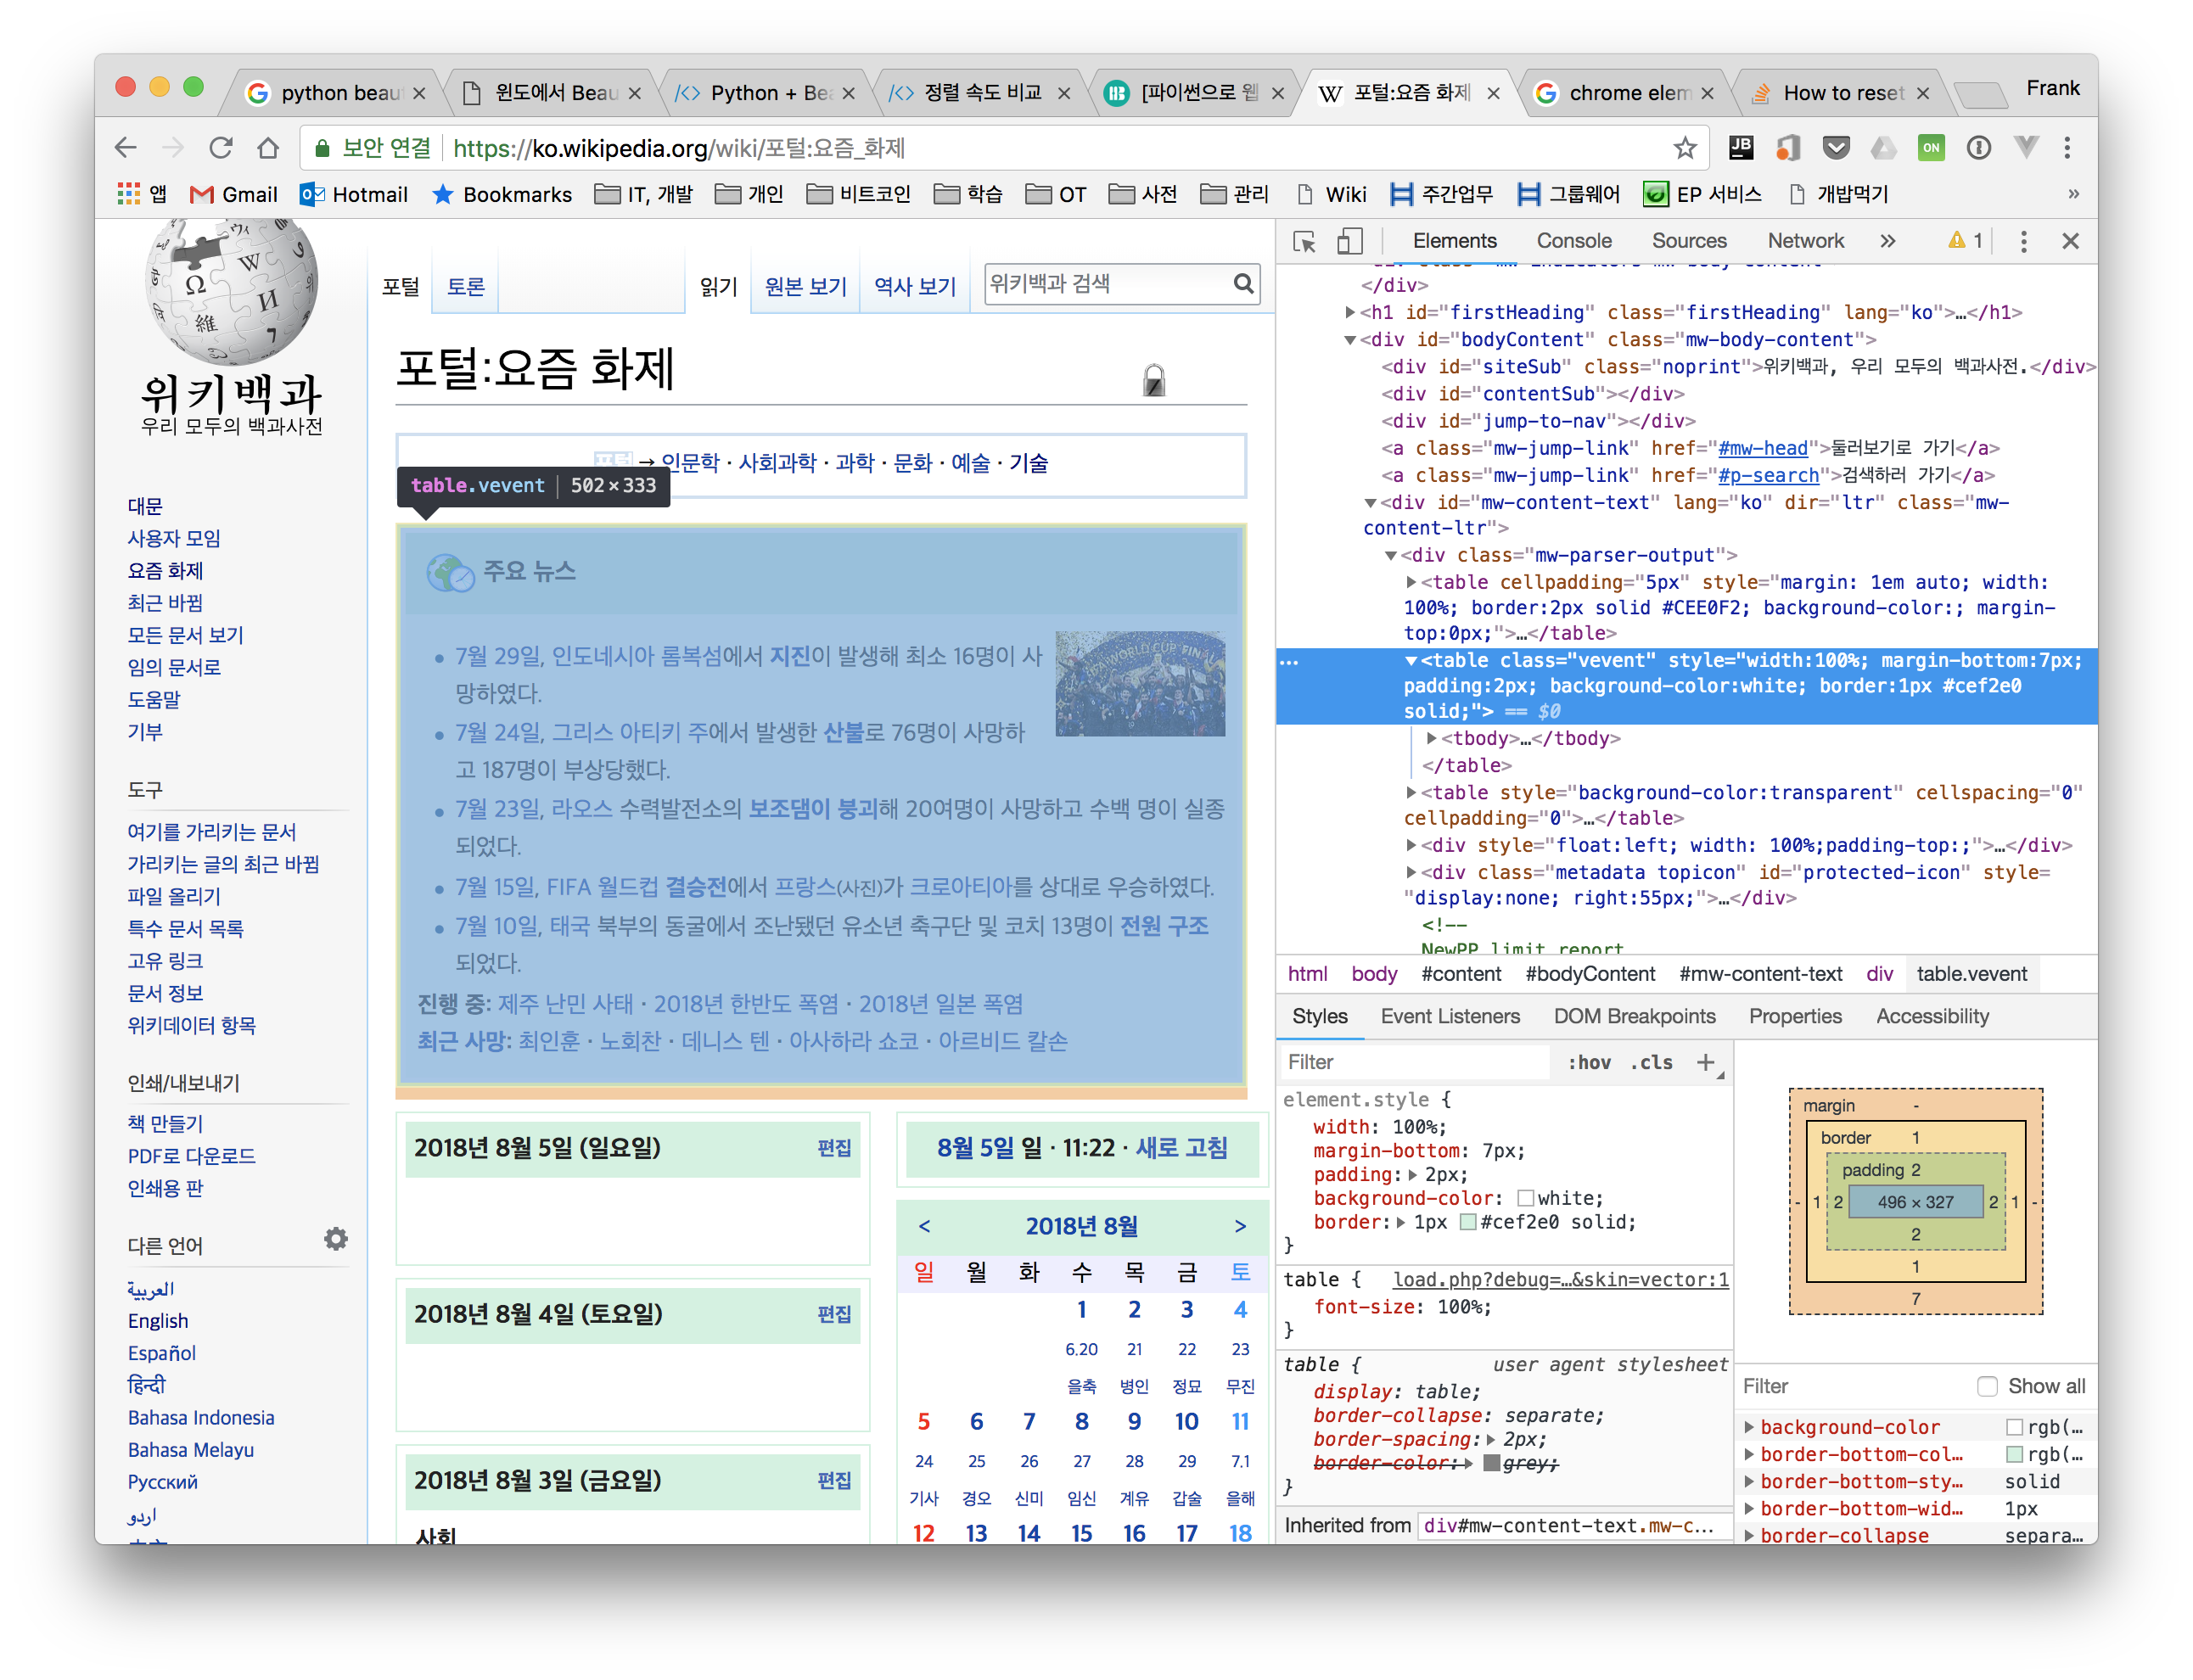 python beau
윈도에서 Beau
Python + Bea
정렬 속도 비교
[파이썬으로 웹
포털:요즘 화제
chrome elem
How to reset
Frank
보안 연결
https://ko.wikipedia.org/wiki/포털:요즘_화제
JB
ON
앱
Gmail
Hotmail
Bookmarks
IT, 개발
개인
비트코인
학습
OT
사전
관리
Wiki
주간업무
그룹웨어
EP 서비스
개발먹기
»
위키백과
우리 모두의 백과사전
대문
사용자 모임
요즘 화제
최근 바뀜
모든 문서 보기
임의 문서로
도움말
기부
도구
여기를 가리키는 문서
가리키는 글의 최근 바뀜
파일 올리기
특수 문서 목록
고유 링크
문서 정보
위키데이터 항목
인쇄/내보내기
책 만들기
PDF로 다운로드
인쇄용 판
다른 언어
العربية
English
Español
हिन्दी
Bahasa Indonesia
Bahasa Melayu
Русский
اردو
포털
토론
읽기
원본 보기
역사 보기
위키백과 검색
포털:요즘 화제
포털 → 인문학 · 사회과학 · 과학 · 문화 · 예술 · 기술
table.vevent | 502×333
주요 뉴스
7월 29일, 인도네시아 롬복섬에서 지진이 발생해 최소 16명이 사
망하였다.
7월 24일, 그리스 아티키 주에서 발생한 산불로 76명이 사망하
고 187명이 부상당했다.
7월 23일, 라오스 수력발전소의 보조댐이 붕괴해 20여명이 사망하고 수백 명이 실종
되었다.
7월 15일, FIFA 월드컵 결승전에서 프랑스(사진)가 크로아티아를 상대로 우승하였다.
7월 10일, 태국 북부의 동굴에서 조난됐던 유소년 축구단 및 코치 13명이 전원 구조
되었다.
진행 중: 제주 난민 사태 · 2018년 한반도 폭염 · 2018년 일본 폭염
최근 사망: 최인훈 · 노회찬 · 데니스 텐 · 아사하라 쇼코 · 아르비드 칼손
2018년 8월 5일 (일요일) 편집
2018년 8월 4일 (토요일) 편집
2018년 8월 3일 (금요일) 편집
사회
8월 5일 일 · 11:22 · 새로 고침
< 2018년 8월 >
일 월 화 수 목 금 토
1 2 3 4
6.20 21 22 23
을축 병인 정묘 무진
5 6 7 8 9 10 11
24 25 26 27 28 29 7.1
기사 경오 신미 임신 계유 갑술 을해
12 13 14 15 16 17 18
Elements Console Sources Network » 1
</div>
<h1 id="firstHeading" class="firstHeading" lang="ko">…</h1>
<div id="bodyContent" class="mw-body-content">
<div id="siteSub" class="noprint">위키백과, 우리 모두의 백과사전.</div>
<div id="contentSub"></div>
<div id="jump-to-nav"></div>
<a class="mw-jump-link" href="#mw-head">둘러보기로 가기</a>
<a class="mw-jump-link" href="#p-search">검색하러 가기</a>
<div id="mw-content-text" lang="ko" dir="ltr" class="mw-
content-ltr">
<div class="mw-parser-output">
<table cellpadding="5px" style="margin: 1em auto; width:
100%; border:2px solid #CEE0F2; background-color:; margin-
top:0px;">…</table>
<table class="vevent" style="width:100%; margin-bottom:7px;
padding:2px; background-color:white; border:1px #cef2e0
solid;"> == $0
<tbody>…</tbody>
</table>
<table style="background-color:transparent" cellspacing="0"
cellpadding="0">…</table>
<div style="float:left; width: 100%;padding-top:;">…</div>
<div class="metadata topicon" id="protected-icon" style=
"display:none; right:55px;">…</div>
<!--
NewPP limit report
html body #content #bodyContent #mw-content-text div table.vevent
Styles Event Listeners DOM Breakpoints Properties Accessibility
Filter :hov .cls +
element.style {
width: 100%;
margin-bottom: 7px;
padding: 2px;
background-color: white;
border: 1px #cef2e0 solid;
}
table { load.php?debug=…&skin=vector:1
font-size: 100%;
}
table { user agent stylesheet
display: table;
border-collapse: separate;
border-spacing: 2px;
border-color: grey;
}
Inherited from div#mw-content-text.mw-c…
margin -
border 1
padding 2
- 1 2 496 × 327 2 1 -
2
1
7
Filter Show all
background-color rgb(…
border-bottom-col… rgb(…
border-bottom-sty… solid
border-bottom-wid… 1px
border-collapse separa…